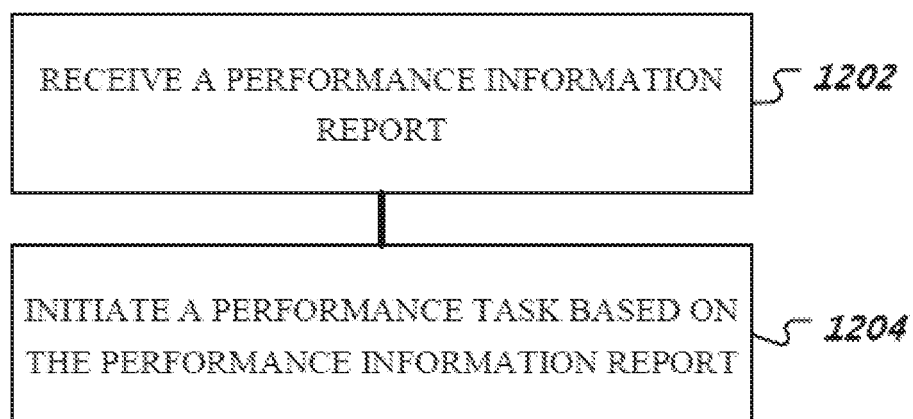 RECEIVE A PERFORMANCE INFORMATION
REPORT
1202
INITIATE A PERFORMANCE TASK BASED ON
THE PERFORMANCE INFORMATION REPORT
1204